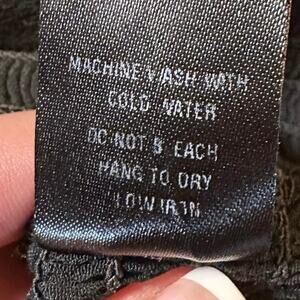 MACHINE WASH WITH
COLD WATER
DO NOT BLEACH
HANG TO DRY
LOW IRON